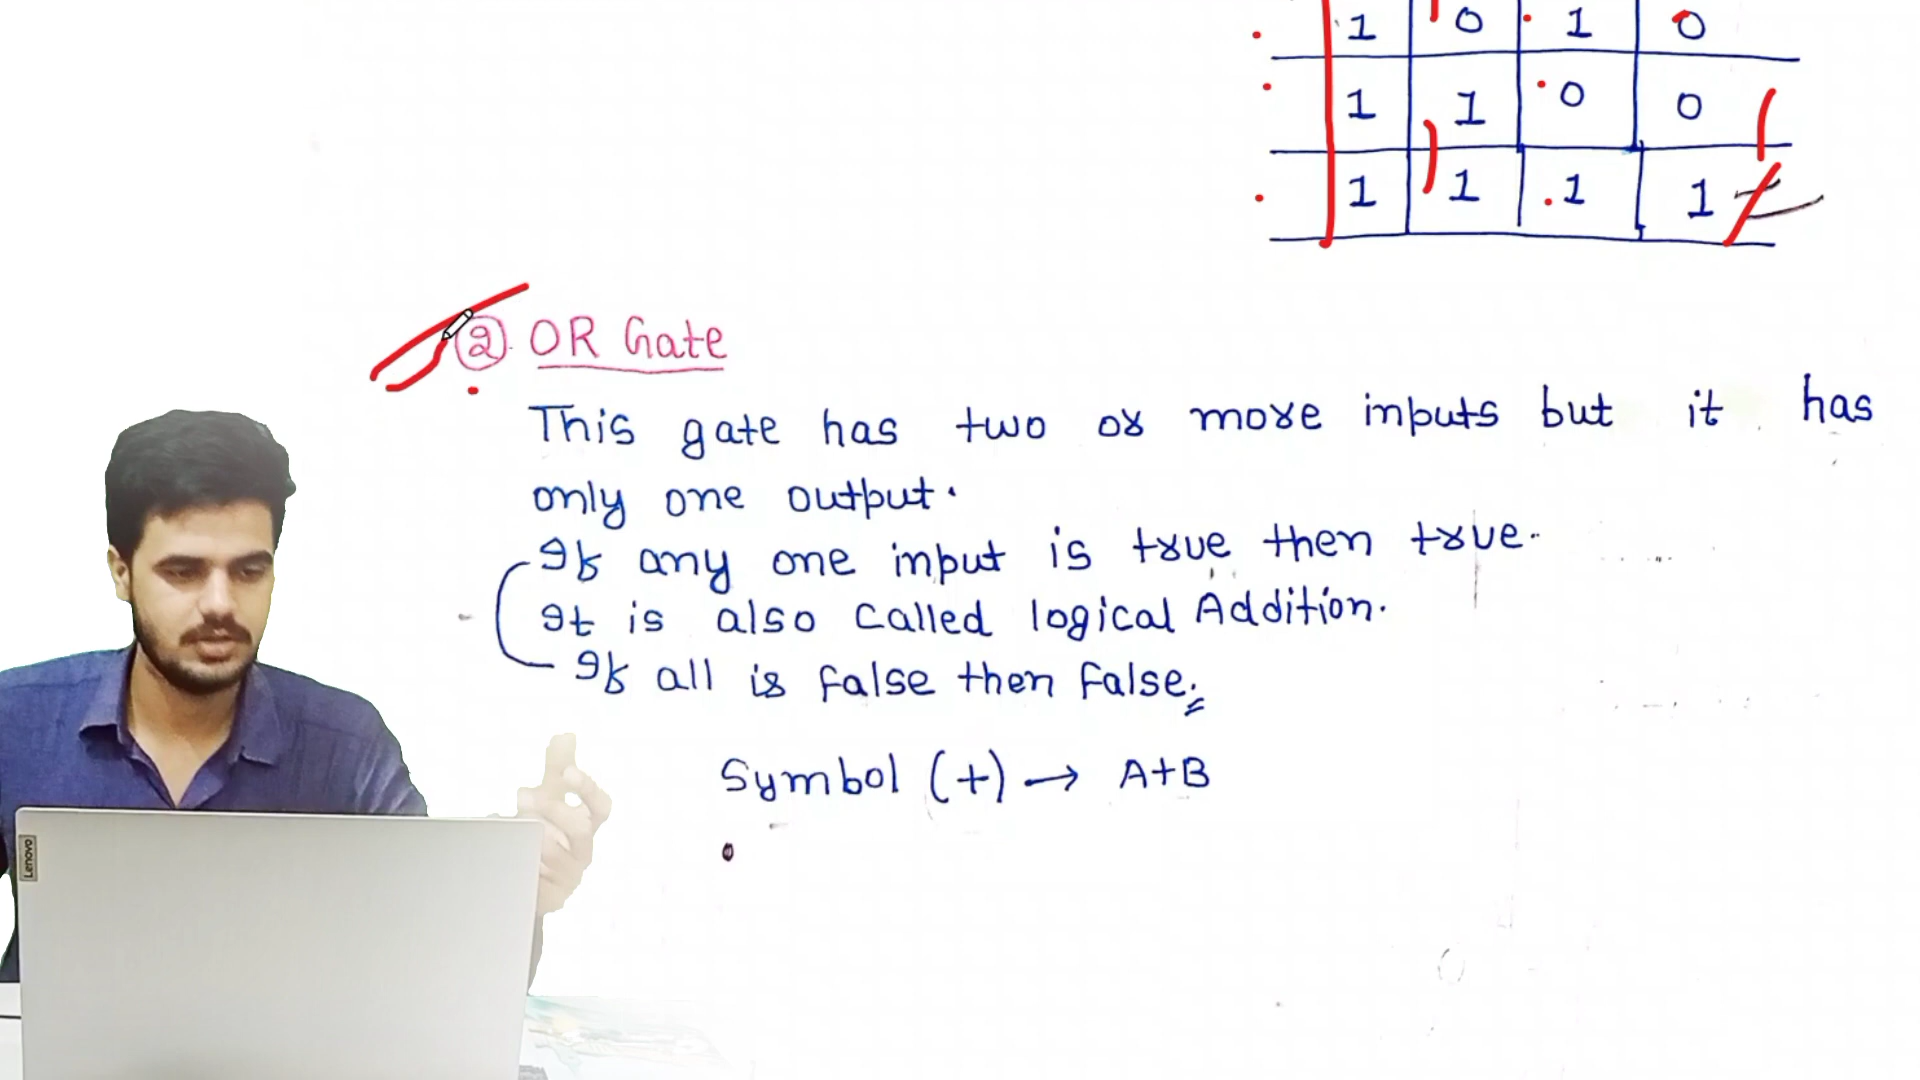 1 0 1 0
1 1 0 0
1 1 1 1
② OR Gate
This gate has two or more inputs but it has
only one output.
If any one input is true then true.
It is also called logical Addition.
If all is false then false.
Symbol (+) → A+B
Lenovo